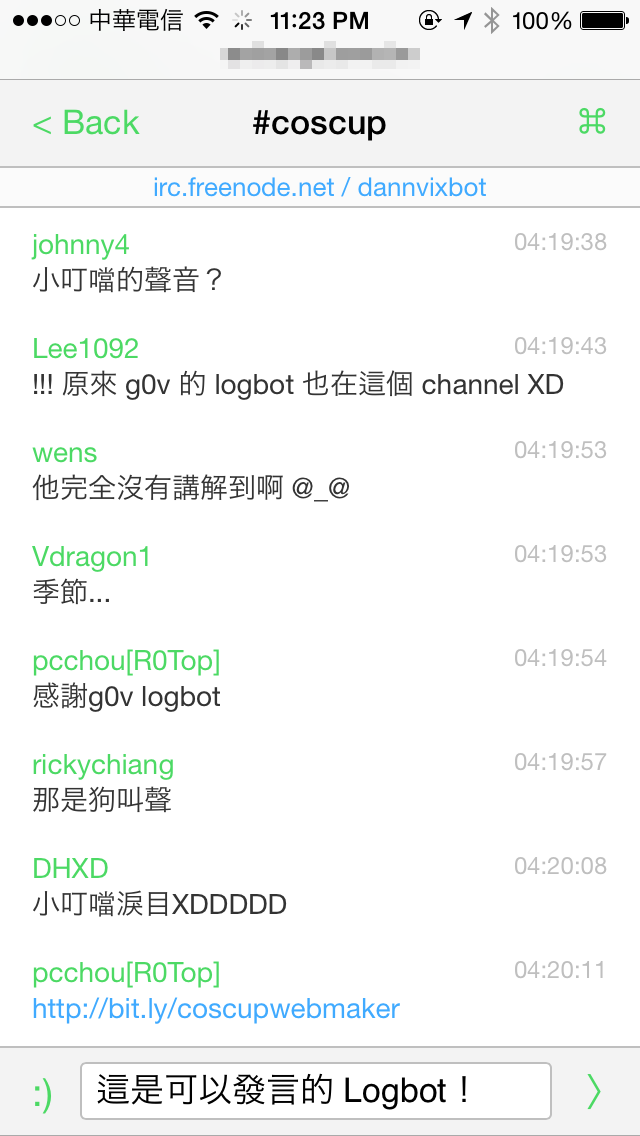 中華電信 11:23 PM 100%
< Back #coscup ⌘
irc.freenode.net / dannvixbot
johnny4 04:19:38
小叮噹的聲音？
Lee1092 04:19:43
!!! 原來 g0v 的 logbot 也在這個 channel XD
wens 04:19:53
他完全沒有講解到啊 @_@
Vdragon1 04:19:53
季節...
pcchou[R0Top] 04:19:54
感謝g0v logbot
rickychiang 04:19:57
那是狗叫聲
DHXD 04:20:08
小叮噹淚目XDDDDD
pcchou[R0Top] 04:20:11
http://bit.ly/coscupwebmaker
:) 這是可以發言的 Logbot！ 〉